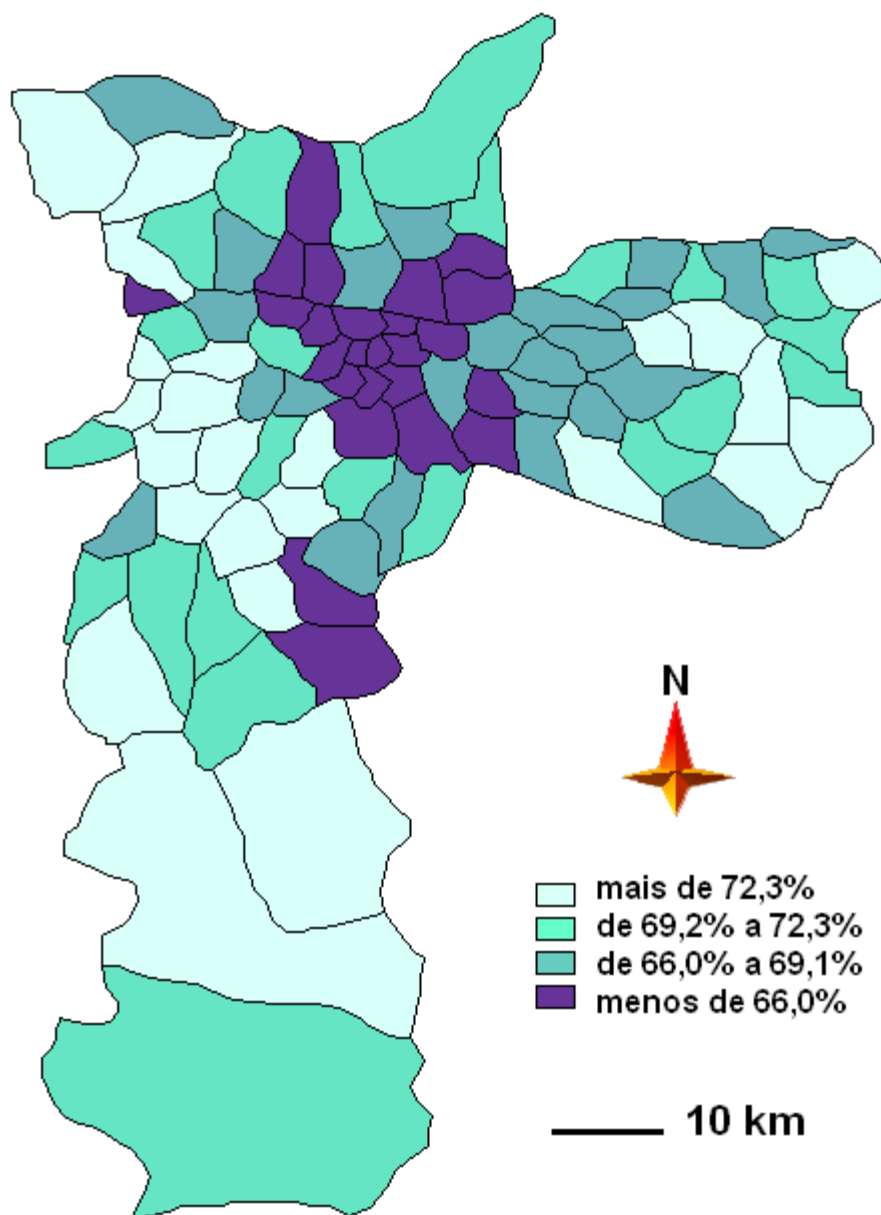 N
mais de 72,3%
de 69,2% a 72,3%
de 66,0% a 69,1%
menos de 66,0%
10 km